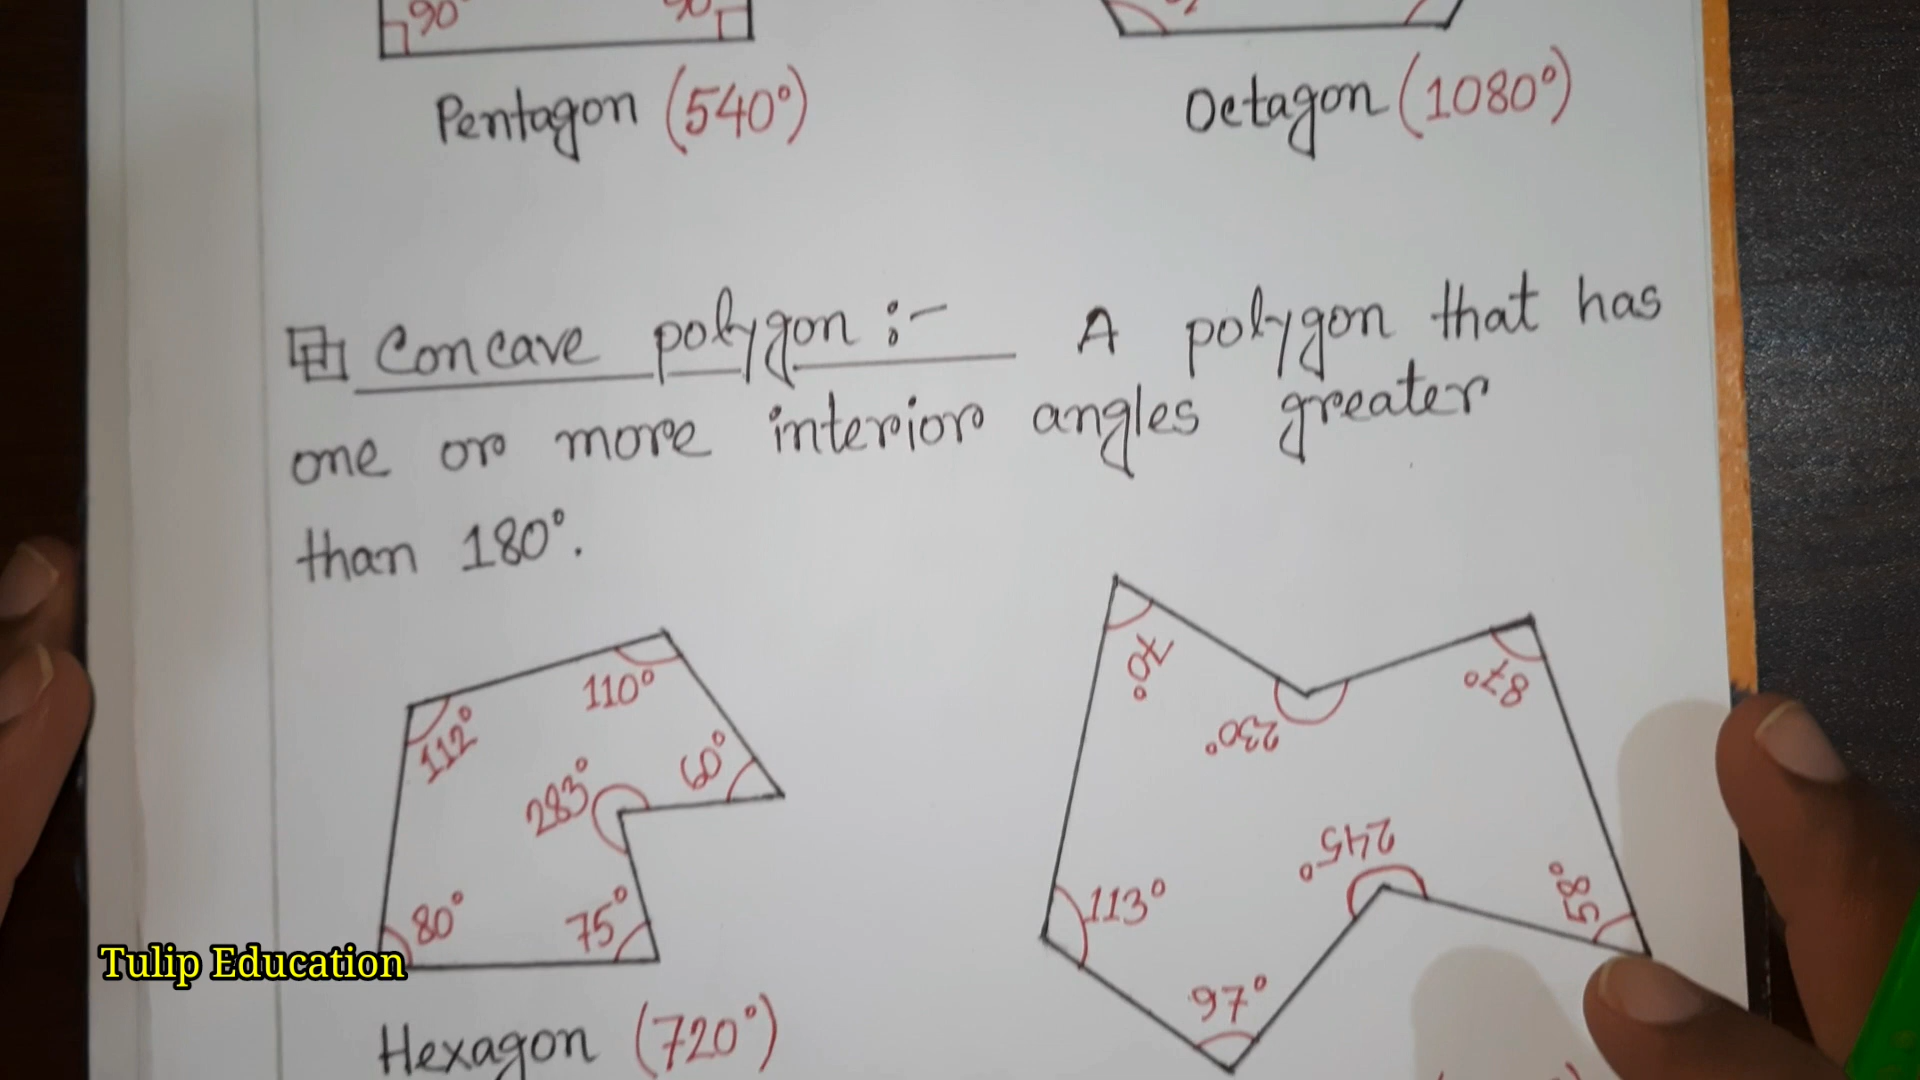 90° 90
Pentagon (540°)
Octagon (1080°)
Concave polygon :- A polygon that has
one or more interior angles greater
than 180°.
112°
110°
60°
283°
75°
80°
Hexagon (720°)
70°
230°
87°
58°
245°
97°
113°
Tulip Education